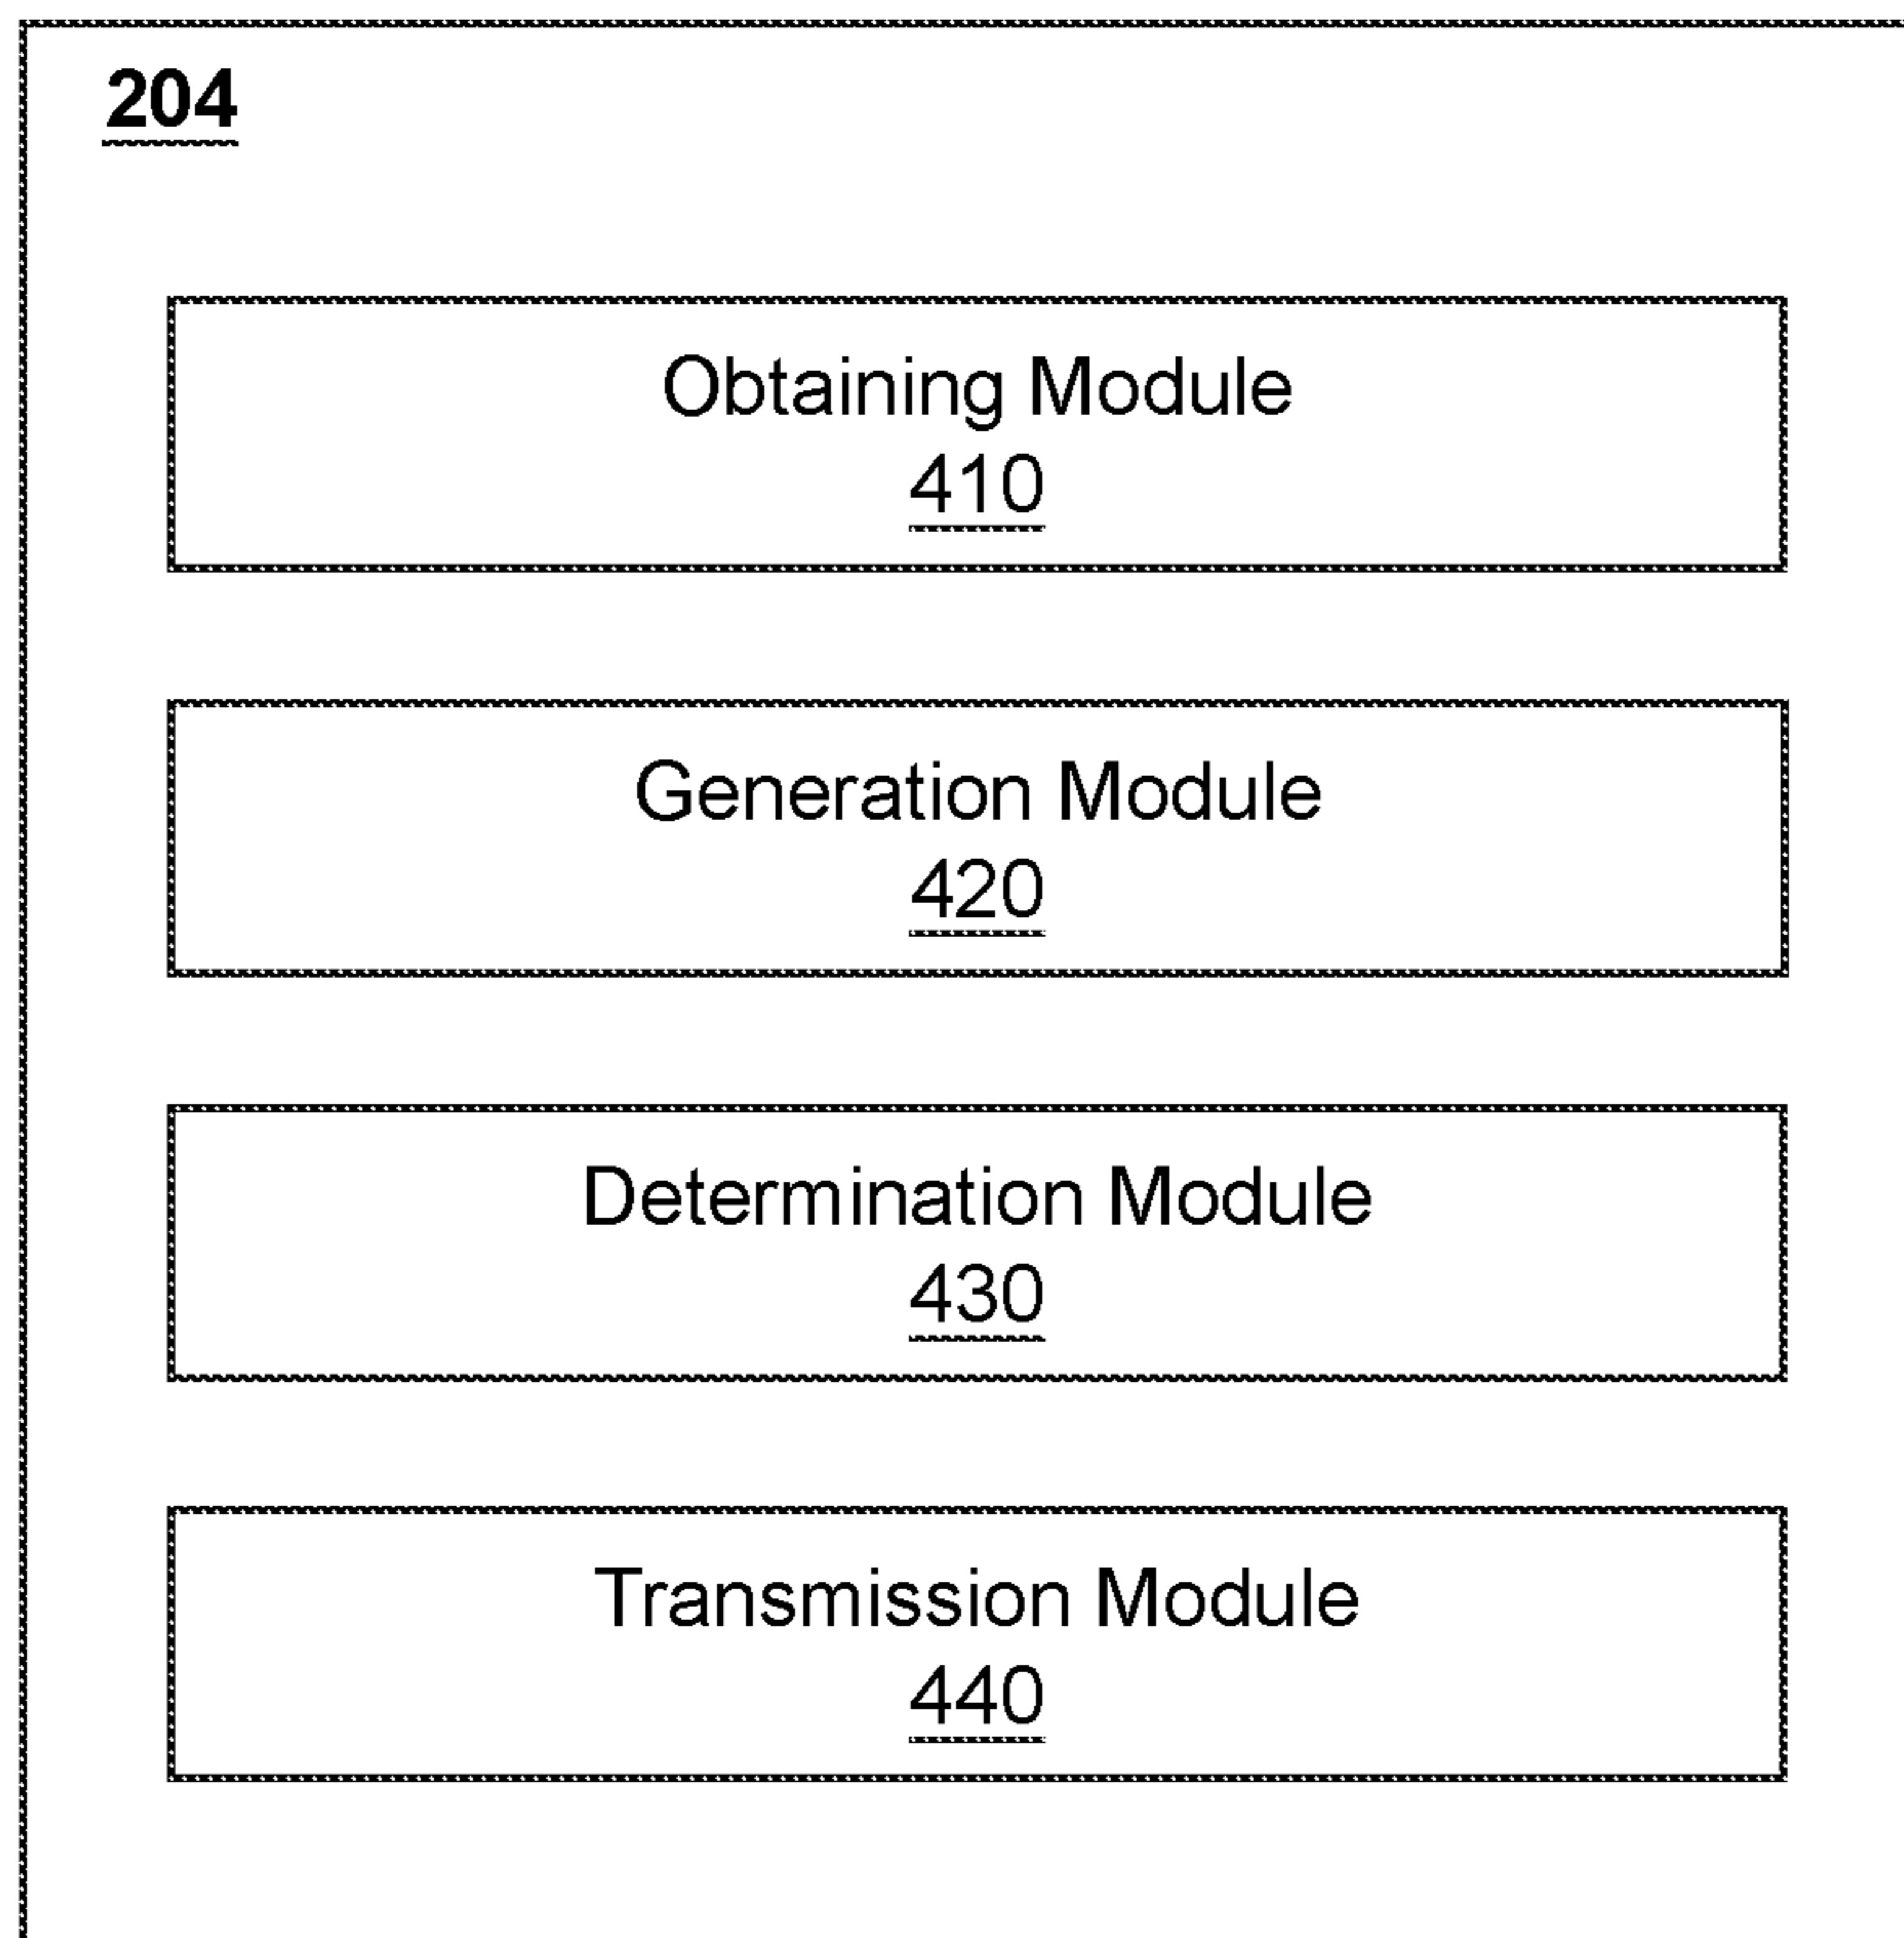 204
Obtaining Module
410
Generation Module
420
Determination Module
430
Transmission Module
440